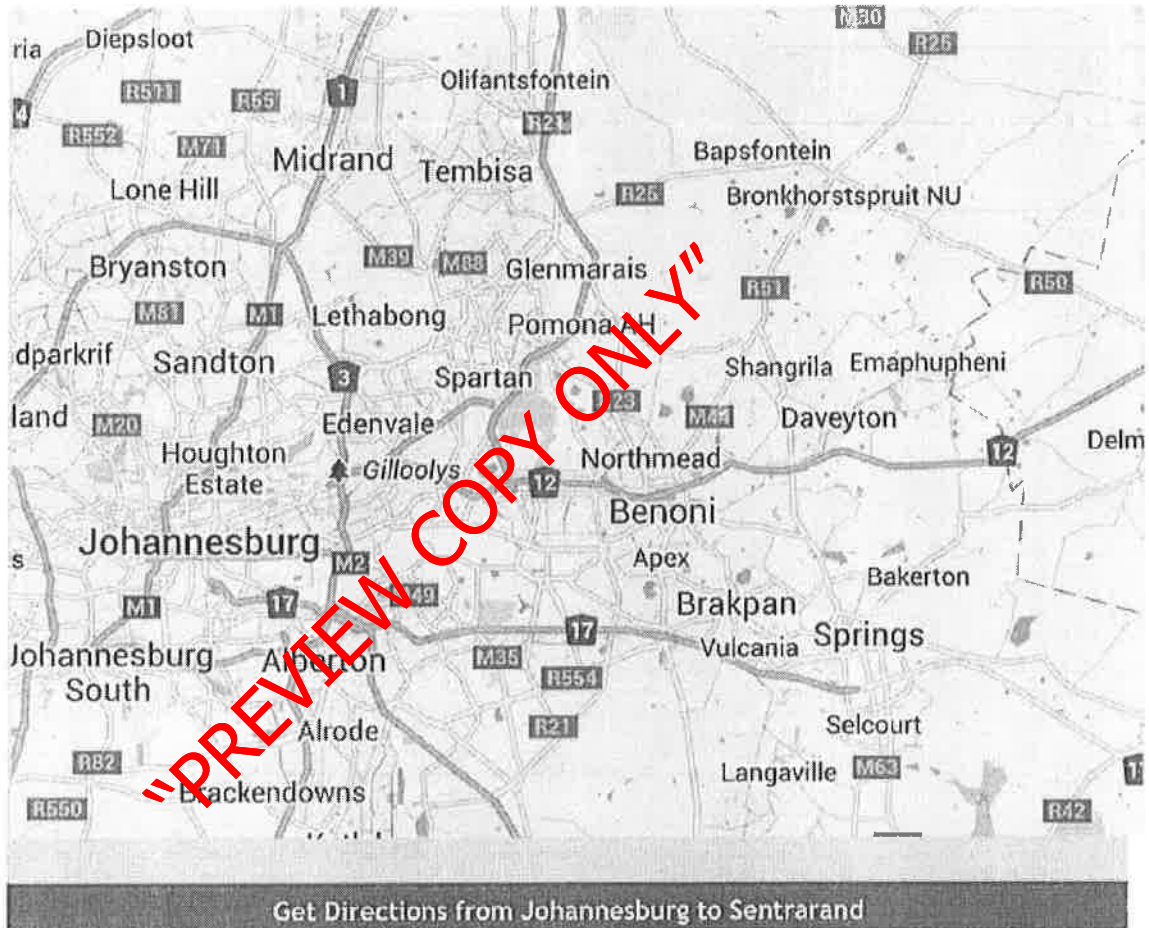 M30
R25
ria
Diepsloot
Olifantsfontein
R511
R55
1
4
R21
R552
M71
Midrand
Tembisa
Bapsfontein
Lone Hill
R25
Bronkhorstspruit NU
Bryanston
M39
M88
Glenmarais
R51
R50
M81
M1
Lethabong
Pomona AH
dparkrif
Sandton
3
Spartan
Shangrila
Emaphupheni
land
M20
Edenvale
M44
Daveyton
Delm
Houghton
Estate
Gilloolys
12
Northmead
12
Benoni
Johannesburg
s
M2
Apex
Bakerton
M1
17
17
Brakpan
Vulcania
Springs
Johannesburg
South
Alberton
M35
R554
Alrode
R21
Selcourt
R82
Langaville
M63
Brackendowns
R550
R42
"PREVIEW COPY ONLY"
Get Directions from Johannesburg to Sentrarand